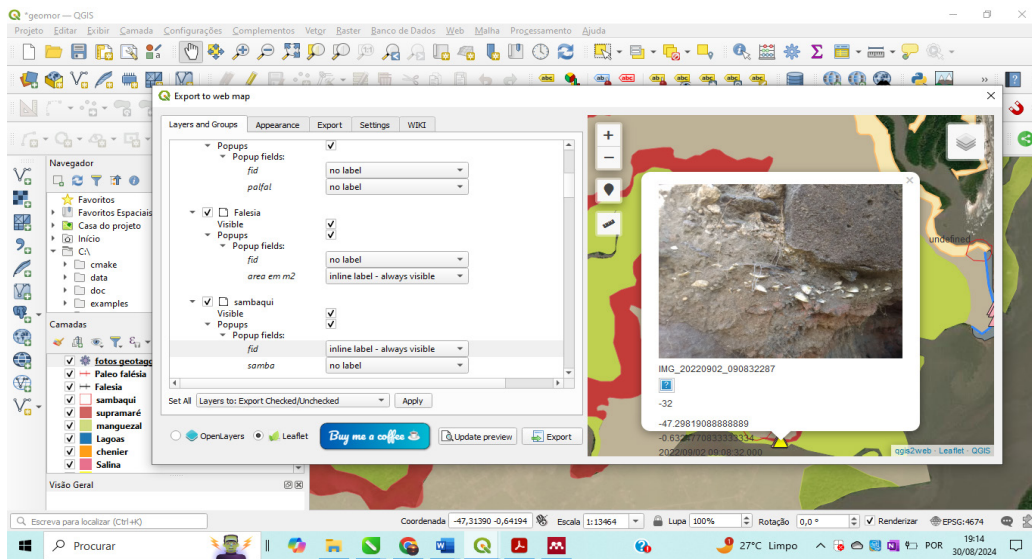 *geomor — QGIS
Projeto Editar Exibir Camada Configurações Complementos Vetor Raster Banco de Dados Web Malha Processamento Ajuda
Export to web map
Layers and Groups Appearance Export Settings WIKI
Popups
Popup fields:
fid no label
palfal no label
Falesia
Visible
Popups
Popup fields:
fid no label
area em m2 inline label - always visible
sambaqui
Visible
Popups
Popup fields:
fid inline label - always visible
samba no label
Set All Layers to: Export Checked/Unchecked Apply
OpenLayers Leaflet Buy me a coffee Update preview Export
Navegador
Favoritos
Favoritos Espaciais
Casa do projeto
Início
C:\
cmake
data
doc
examples
Camadas
fotos geotagg
Paleo falésia
Falesia
sambaqui
supramaré
manguezal
Lagoas
chenier
Salina
Visão Geral
undefined
IMG_20220902_090832287
-32
-47.29819088888889
2022/09/02 09:08:32.000
qgis2web · Leaflet · QGIS
Escreva para localizar (Ctrl+K) Coordenada -47,31390 -0,64194 Escala 1:13464 Lupa 100% Rotação 0,0 ° Renderizar EPSG:4674
Procurar 27°C Limpo POR 19:14
30/08/2024